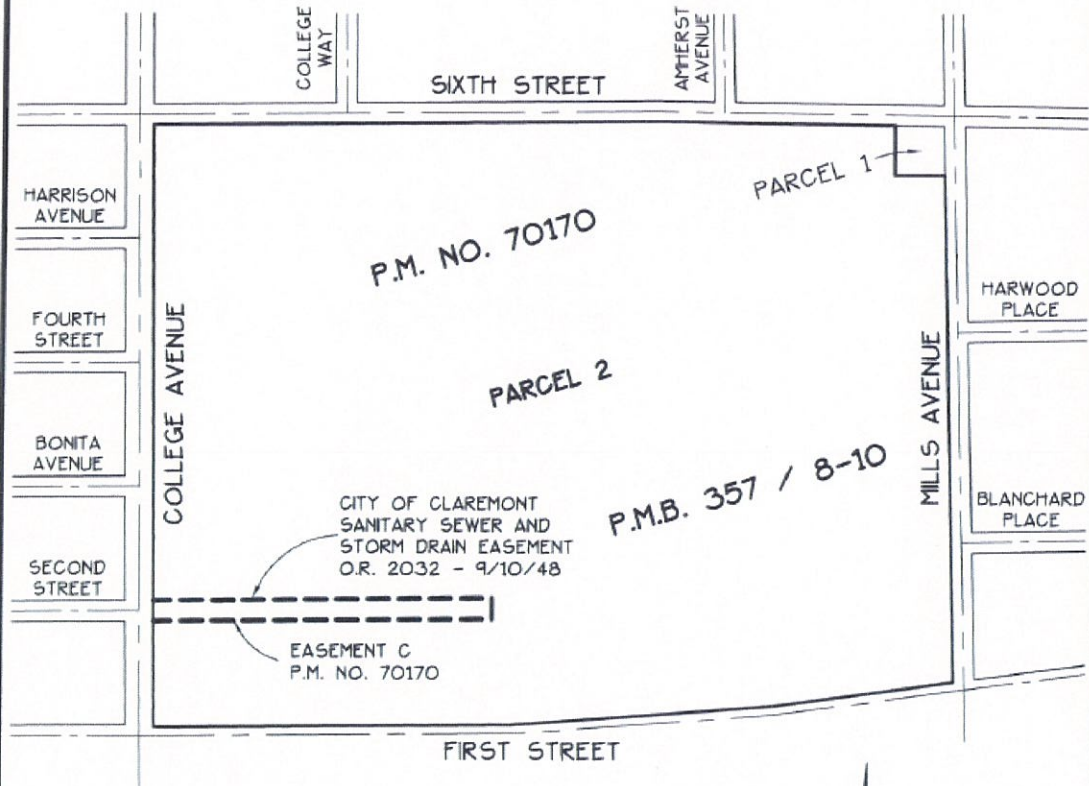 COLLEGE
WAY
AMHERST
AVENUE
SIXTH STREET
HARRISON
AVENUE
PARCEL 1
P.M. NO. 70170
FOURTH
STREET
HARWOOD
PLACE
COLLEGE AVENUE
MILLS AVENUE
PARCEL 2
BONITA
AVENUE
P.M.B. 357 / 8-10
CITY OF CLAREMONT
SANITARY SEWER AND
STORM DRAIN EASEMENT
O.R. 2032 - 9/10/48
BLANCHARD
PLACE
SECOND
STREET
EASEMENT C
P.M. NO. 70170
FIRST STREET